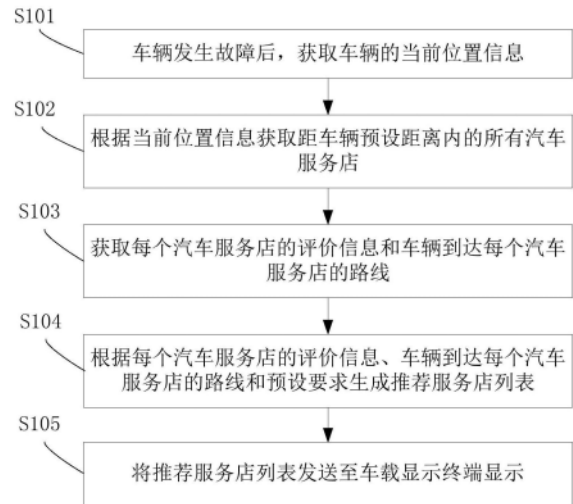 S101
车辆发生故障后，获取车辆的当前位置信息
S102
根据当前位置信息获取距车辆预设距离内的所有汽车
服务店
S103
获取每个汽车服务店的评价信息和车辆到达每个汽车
服务店的路线
S104
根据每个汽车服务店的评价信息、车辆到达每个汽车
服务店的路线和预设要求生成推荐服务店列表
S105
将推荐服务店列表发送至车载显示终端显示